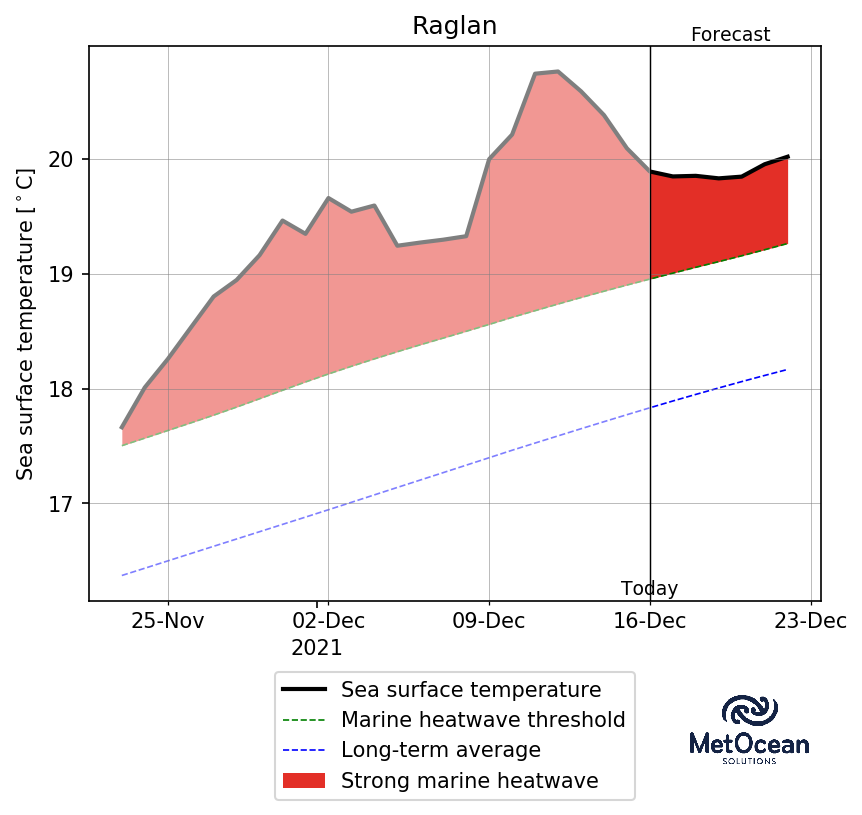 Raglan
Forecast
Sea surface temperature [°C]
20
19
18
17
Today
25-Nov
02-Dec
09-Dec
16-Dec
23-Dec
2021
Sea surface temperature
Marine heatwave threshold
Long-term average
Strong marine heatwave
MetOcean
SOLUTIONS